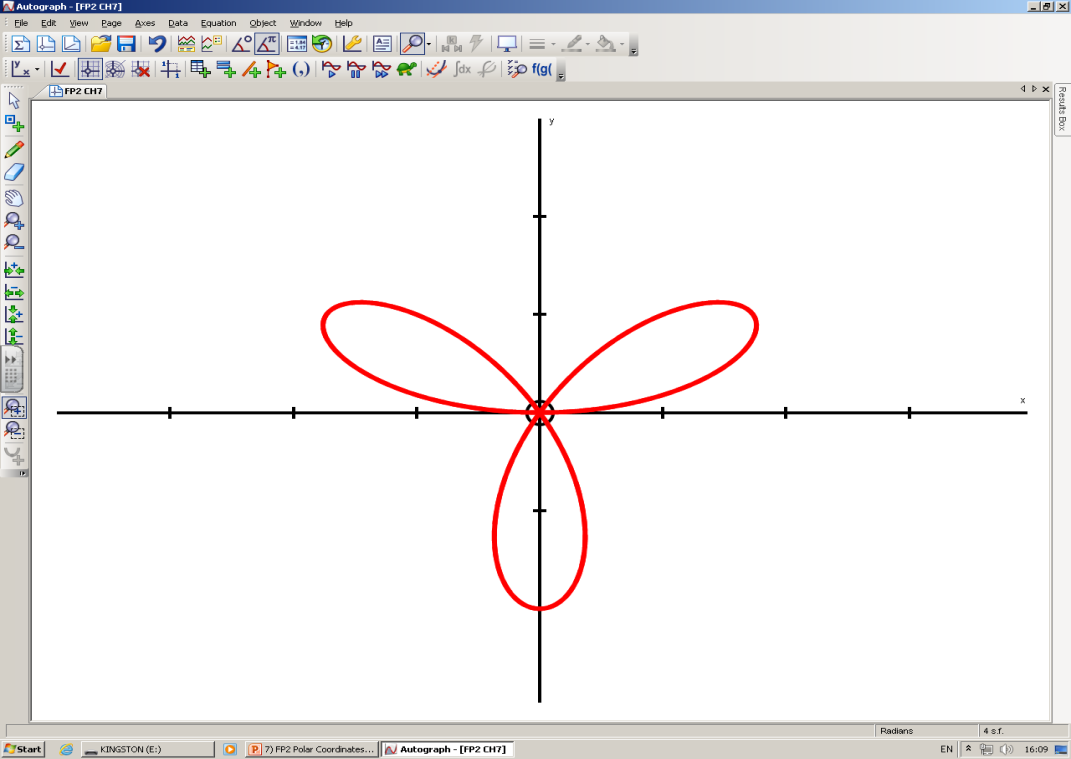 Autograph - [FP2 CH7]
File Edit View Page Axes Data Equation Object Window Help
f(g(
FP2 CH7
Results Box
y
x
Radians 4 s.f.
Start KINGSTON (E:) 7) FP2 Polar Coordinates... Autograph - [FP2 CH7] EN 16:09